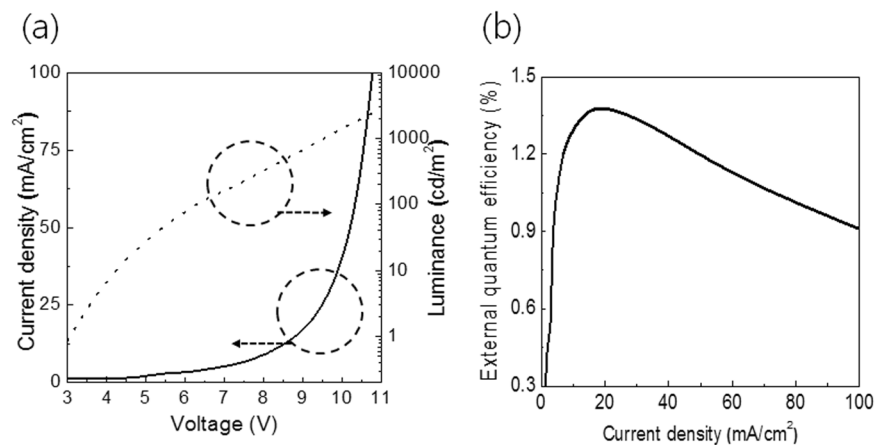 (a)
Current density (mA/cm²)
100
75
50
25
0
10000
1000
100
10
1
Luminance (cd/m²)
3 4 5 6 7 8 9 10 11
Voltage (V)
(b)
External quantum efficiency (%)
1.5
1.2
0.9
0.6
0.3
0 20 40 60 80 100
Current density (mA/cm²)